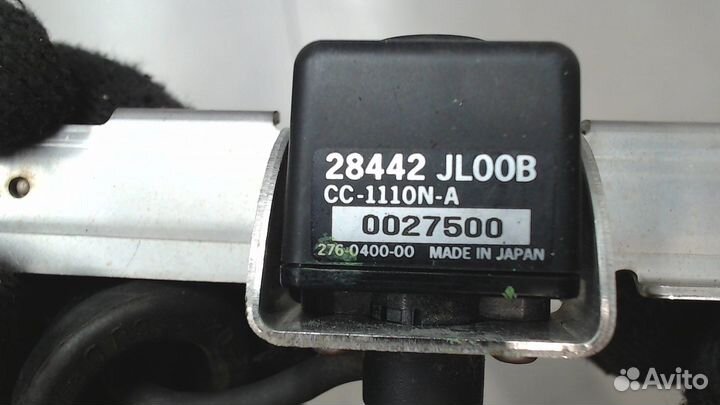 28442 JL00B
CC-1110N-A
0027500
276-0400-00 MADE IN JAPAN
Avito